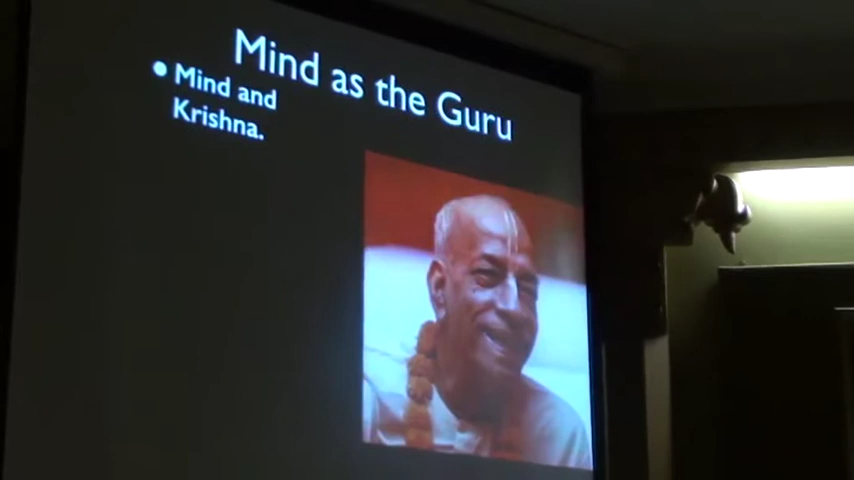 Mind as the Guru
• Mind and
Krishna.